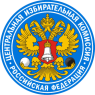 ЦЕНТРАЛЬНАЯ ИЗБИРАТЕЛЬНАЯ КОМИССИЯ
РОССИЙСКАЯ ФЕДЕРАЦИЯ